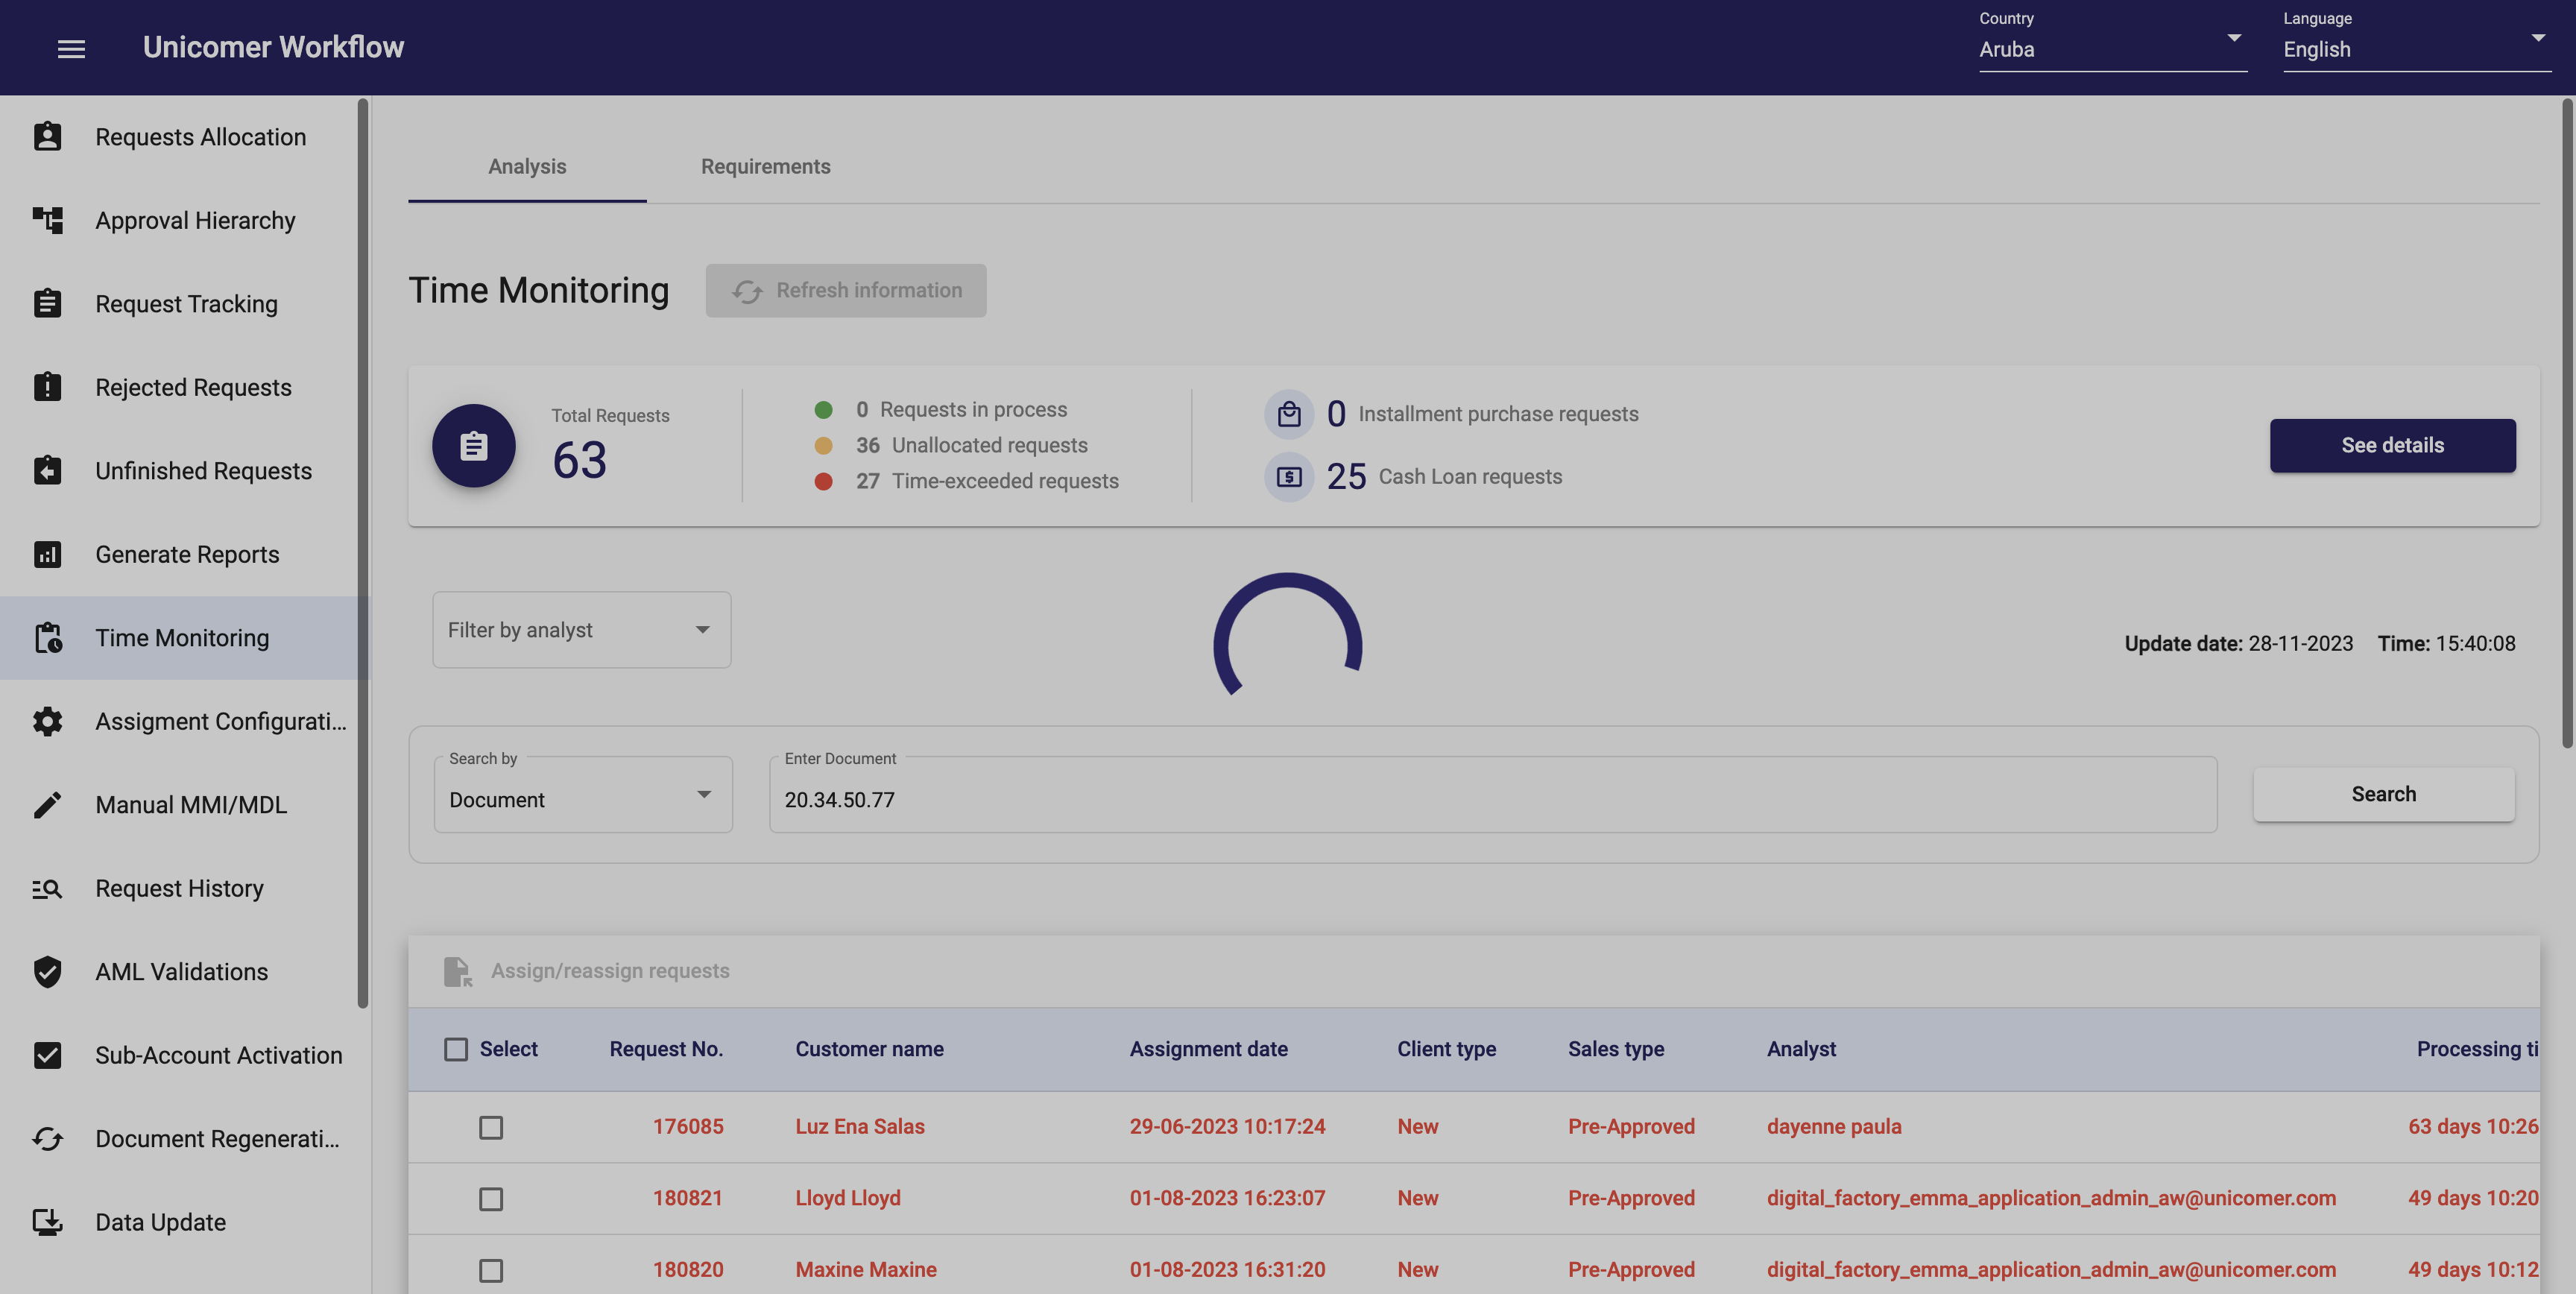 Unicomer Workflow
Country
Aruba
Language
English
Requests Allocation
Approval Hierarchy
Request Tracking
Rejected Requests
Unfinished Requests
Generate Reports
Time Monitoring
Assigment Configurati...
Manual MMI/MDL
Request History
AML Validations
Sub-Account Activation
Document Regenerati...
Data Update
Analysis Requirements
Time Monitoring Refresh information
Total Requests
63
0 Requests in process
36 Unallocated requests
27 Time-exceeded requests
0 Installment purchase requests
25 Cash Loan requests
See details
Filter by analyst
Update date: 28-11-2023 Time: 15:40:08
Search by
Document
Enter Document
20.34.50.77
Search
Assign/reassign requests
Select Request No. Customer name Assignment date Client type Sales type Analyst Processing ti
176085 Luz Ena Salas 29-06-2023 10:17:24 New Pre-Approved dayenne paula 63 days 10:26
180821 Lloyd Lloyd 01-08-2023 16:23:07 New Pre-Approved digital_factory_emma_application_admin_aw@unicomer.com 49 days 10:20
180820 Maxine Maxine 01-08-2023 16:31:20 New Pre-Approved digital_factory_emma_application_admin_aw@unicomer.com 49 days 10:12